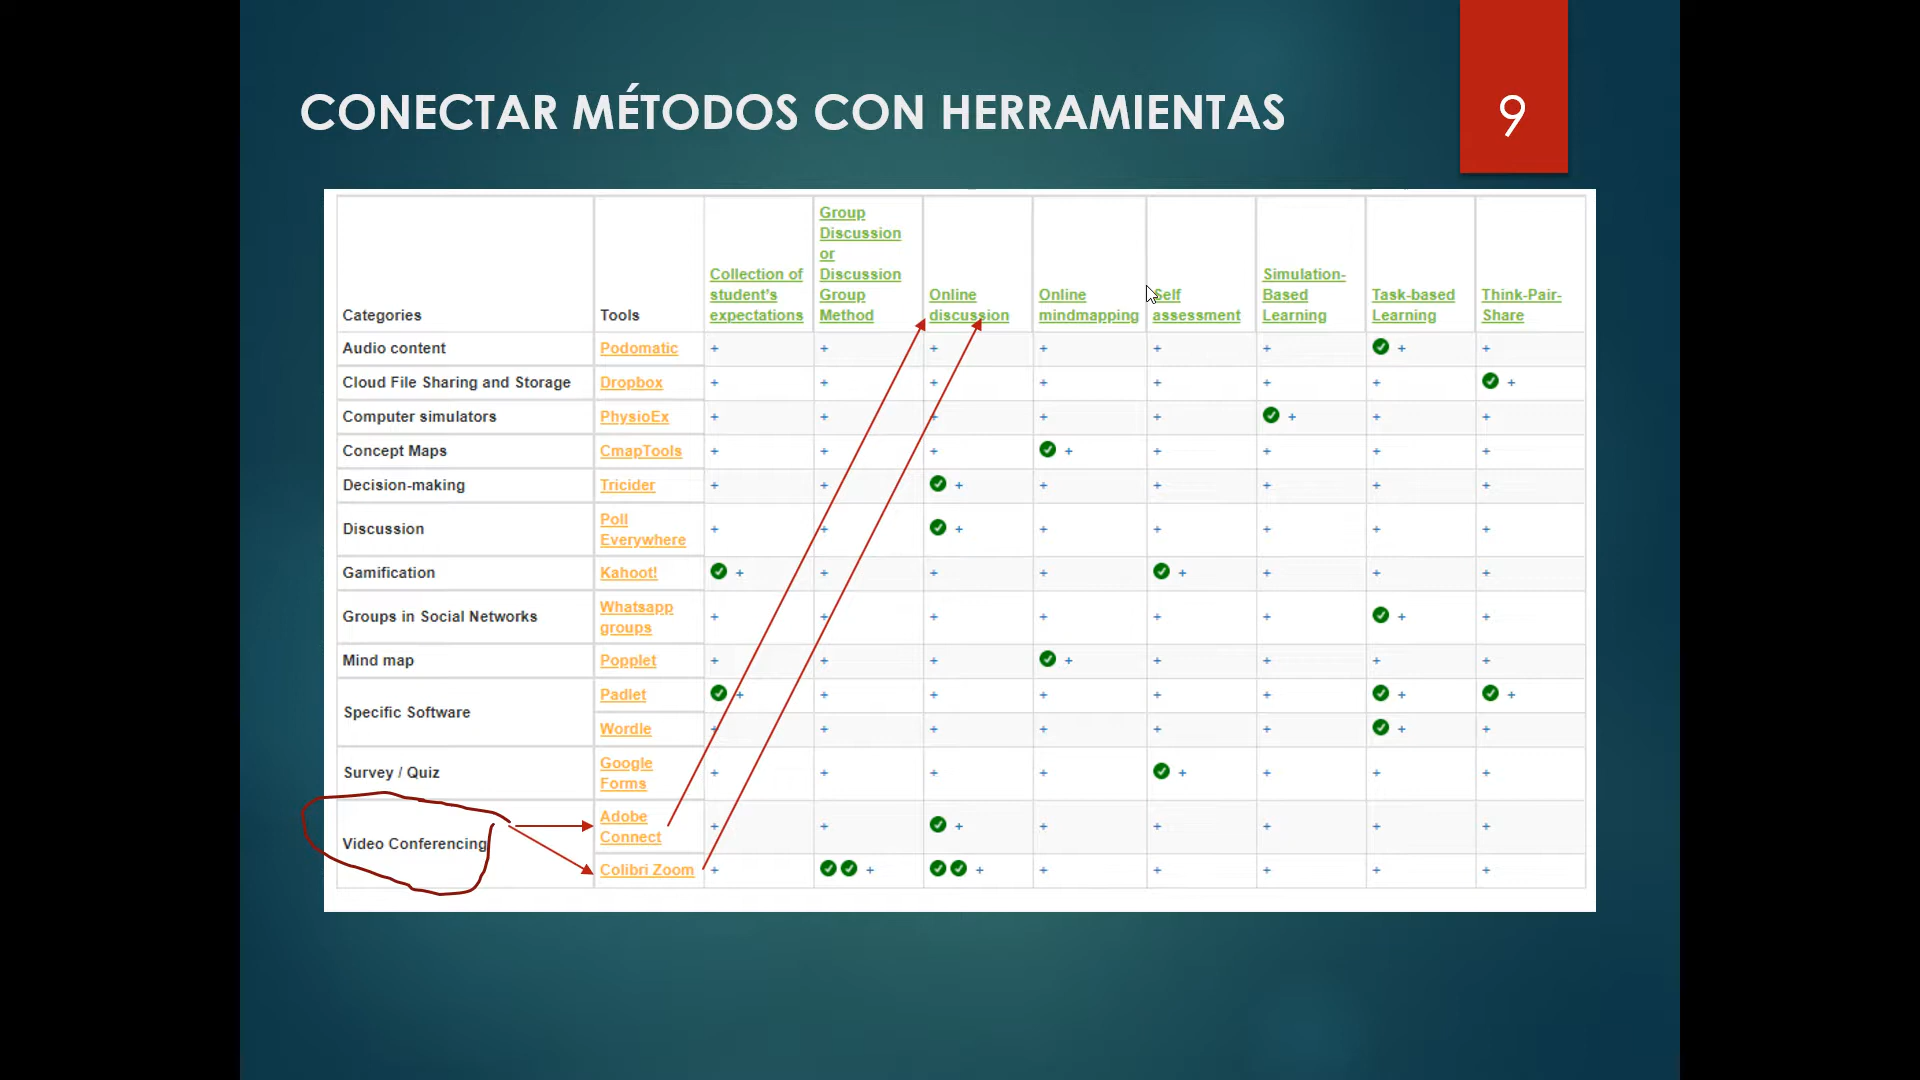 CONECTAR MÉTODOS CON HERRAMIENTAS
9
Categories
Tools
Collection of
student's
expectations
Group
Discussion
or
Discussion
Group
Method
Online
discussion
Online
mindmapping
Self
assessment
Simulation-
Based
Learning
Task-based
Learning
Think-Pair-
Share
Audio content
Podomatic
+ + + + + + + +
Cloud File Sharing and Storage
Dropbox
+ + + + + + + +
Computer simulators
PhysioEx
+ + + + + + + +
Concept Maps
CmapTools
+ + + + + + + +
Decision-making
Tricider
+ + + + + + + +
Discussion
Poll
Everywhere
+ + + + + + + +
Gamification
Kahoot!
+ + + + + + + +
Groups in Social Networks
Whatsapp
groups
+ + + + + + + +
Mind map
Popplet
+ + + + + + + +
Specific Software
Padlet
+ + + + + + + +
Wordle
+ + + + + + + +
Survey / Quiz
Google
Forms
+ + + + + + + +
Video Conferencing
Adobe
Connect
+ + + + + + + +
Colibri Zoom
+ + + + + + + +